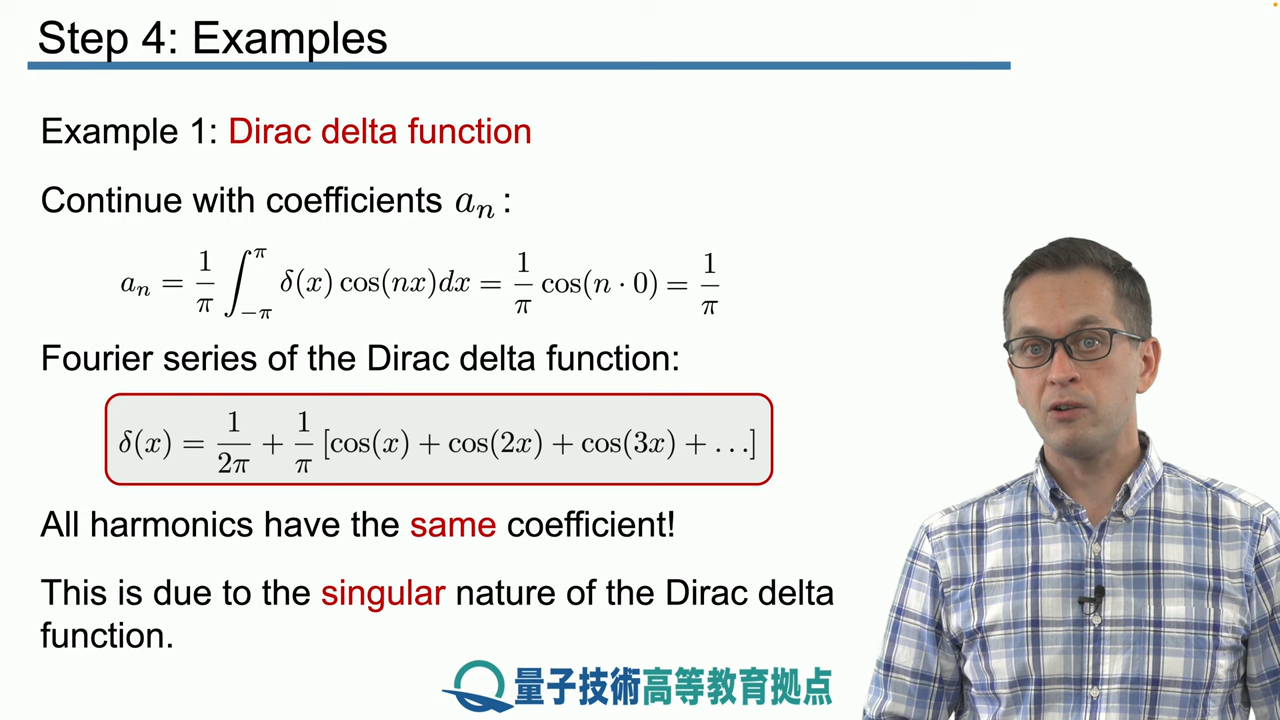 Step 4: Examples
Example 1: Dirac delta function
Continue with coefficients $a_n$ :
$a_n = \frac{1}{\pi} \int_{-\pi}^{\pi} \delta(x) \cos(nx) dx = \frac{1}{\pi} \cos(n \cdot 0) = \frac{1}{\pi}$
Fourier series of the Dirac delta function:
$\delta(x) = \frac{1}{2\pi} + \frac{1}{\pi} [\cos(x) + \cos(2x) + \cos(3x) + \ldots]$
All harmonics have the same coefficient!
This is due to the singular nature of the Dirac delta
function.
量子技術高等教育拠点